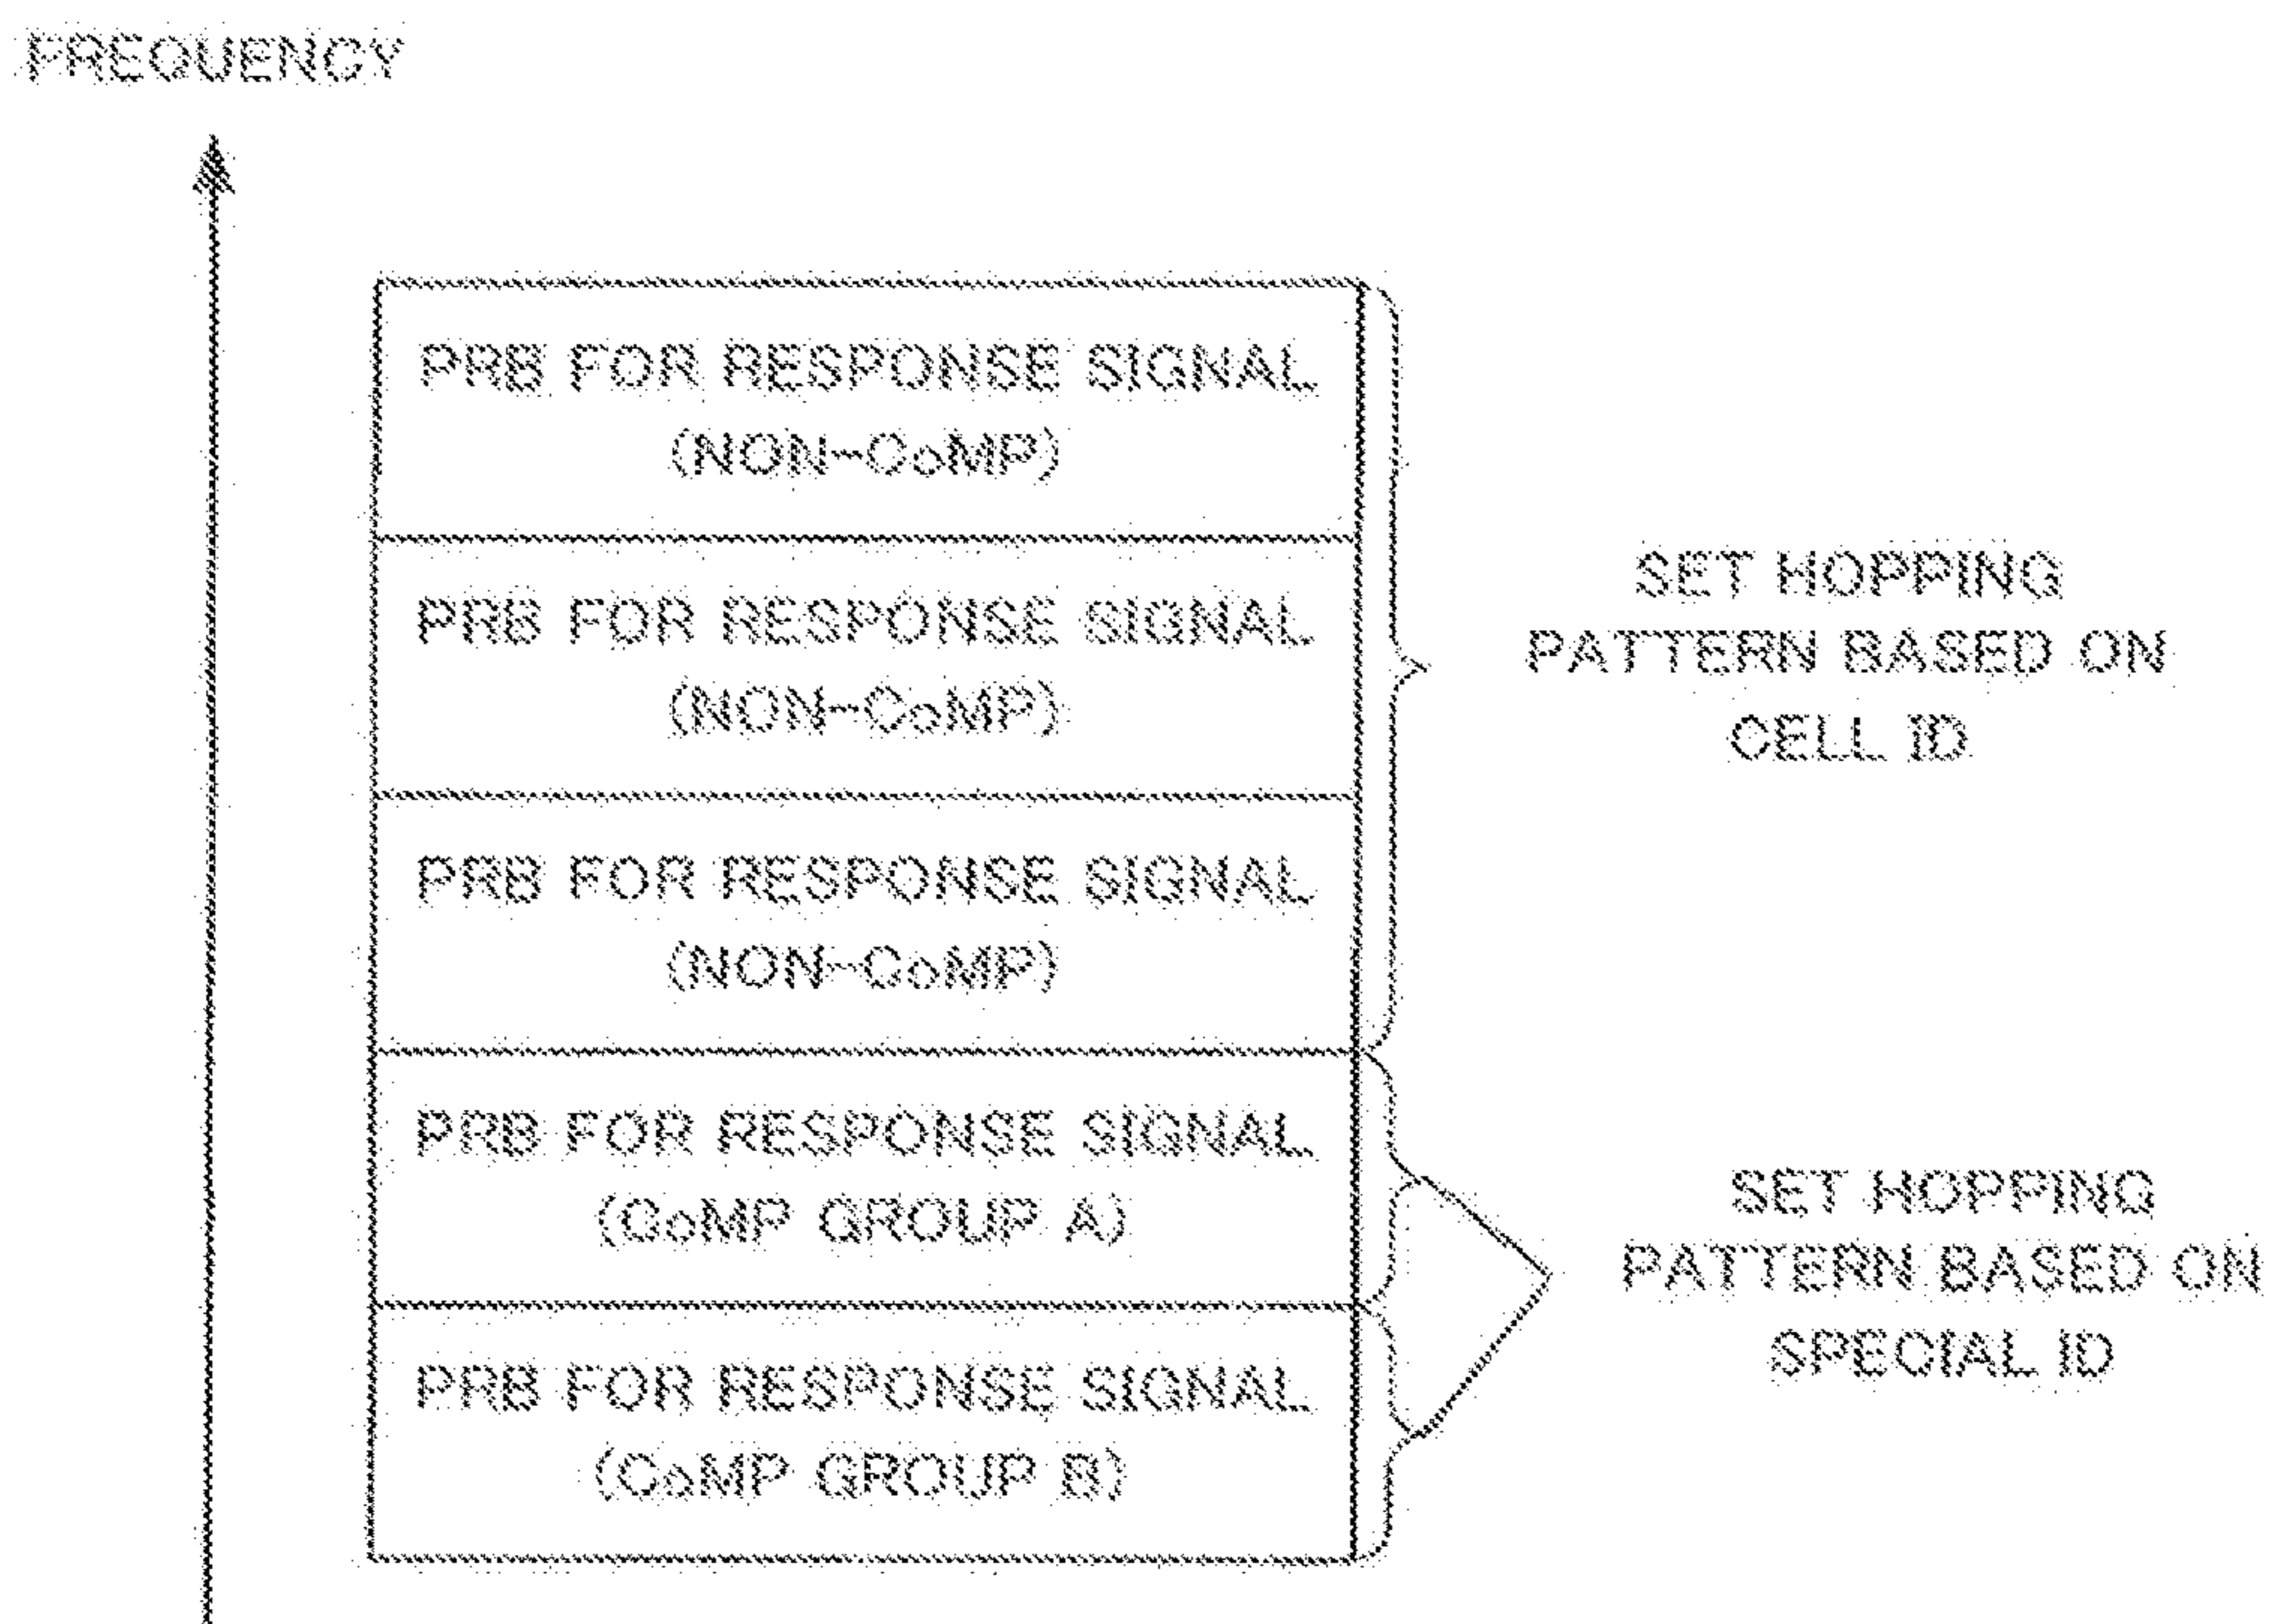 FREQUENCY
PRB FOR RESPONSE SIGNAL
(NON-CoMP)
PRB FOR RESPONSE SIGNAL
(NON-CoMP)
PRB FOR RESPONSE SIGNAL
(NON-CoMP)
SET HOPPING
PATTERN BASED ON
CELL ID
PRB FOR RESPONSE SIGNAL
(CoMP GROUP A)
PRB FOR RESPONSE SIGNAL
(CoMP GROUP B)
SET HOPPING
PATTERN BASED ON
SPECIAL ID